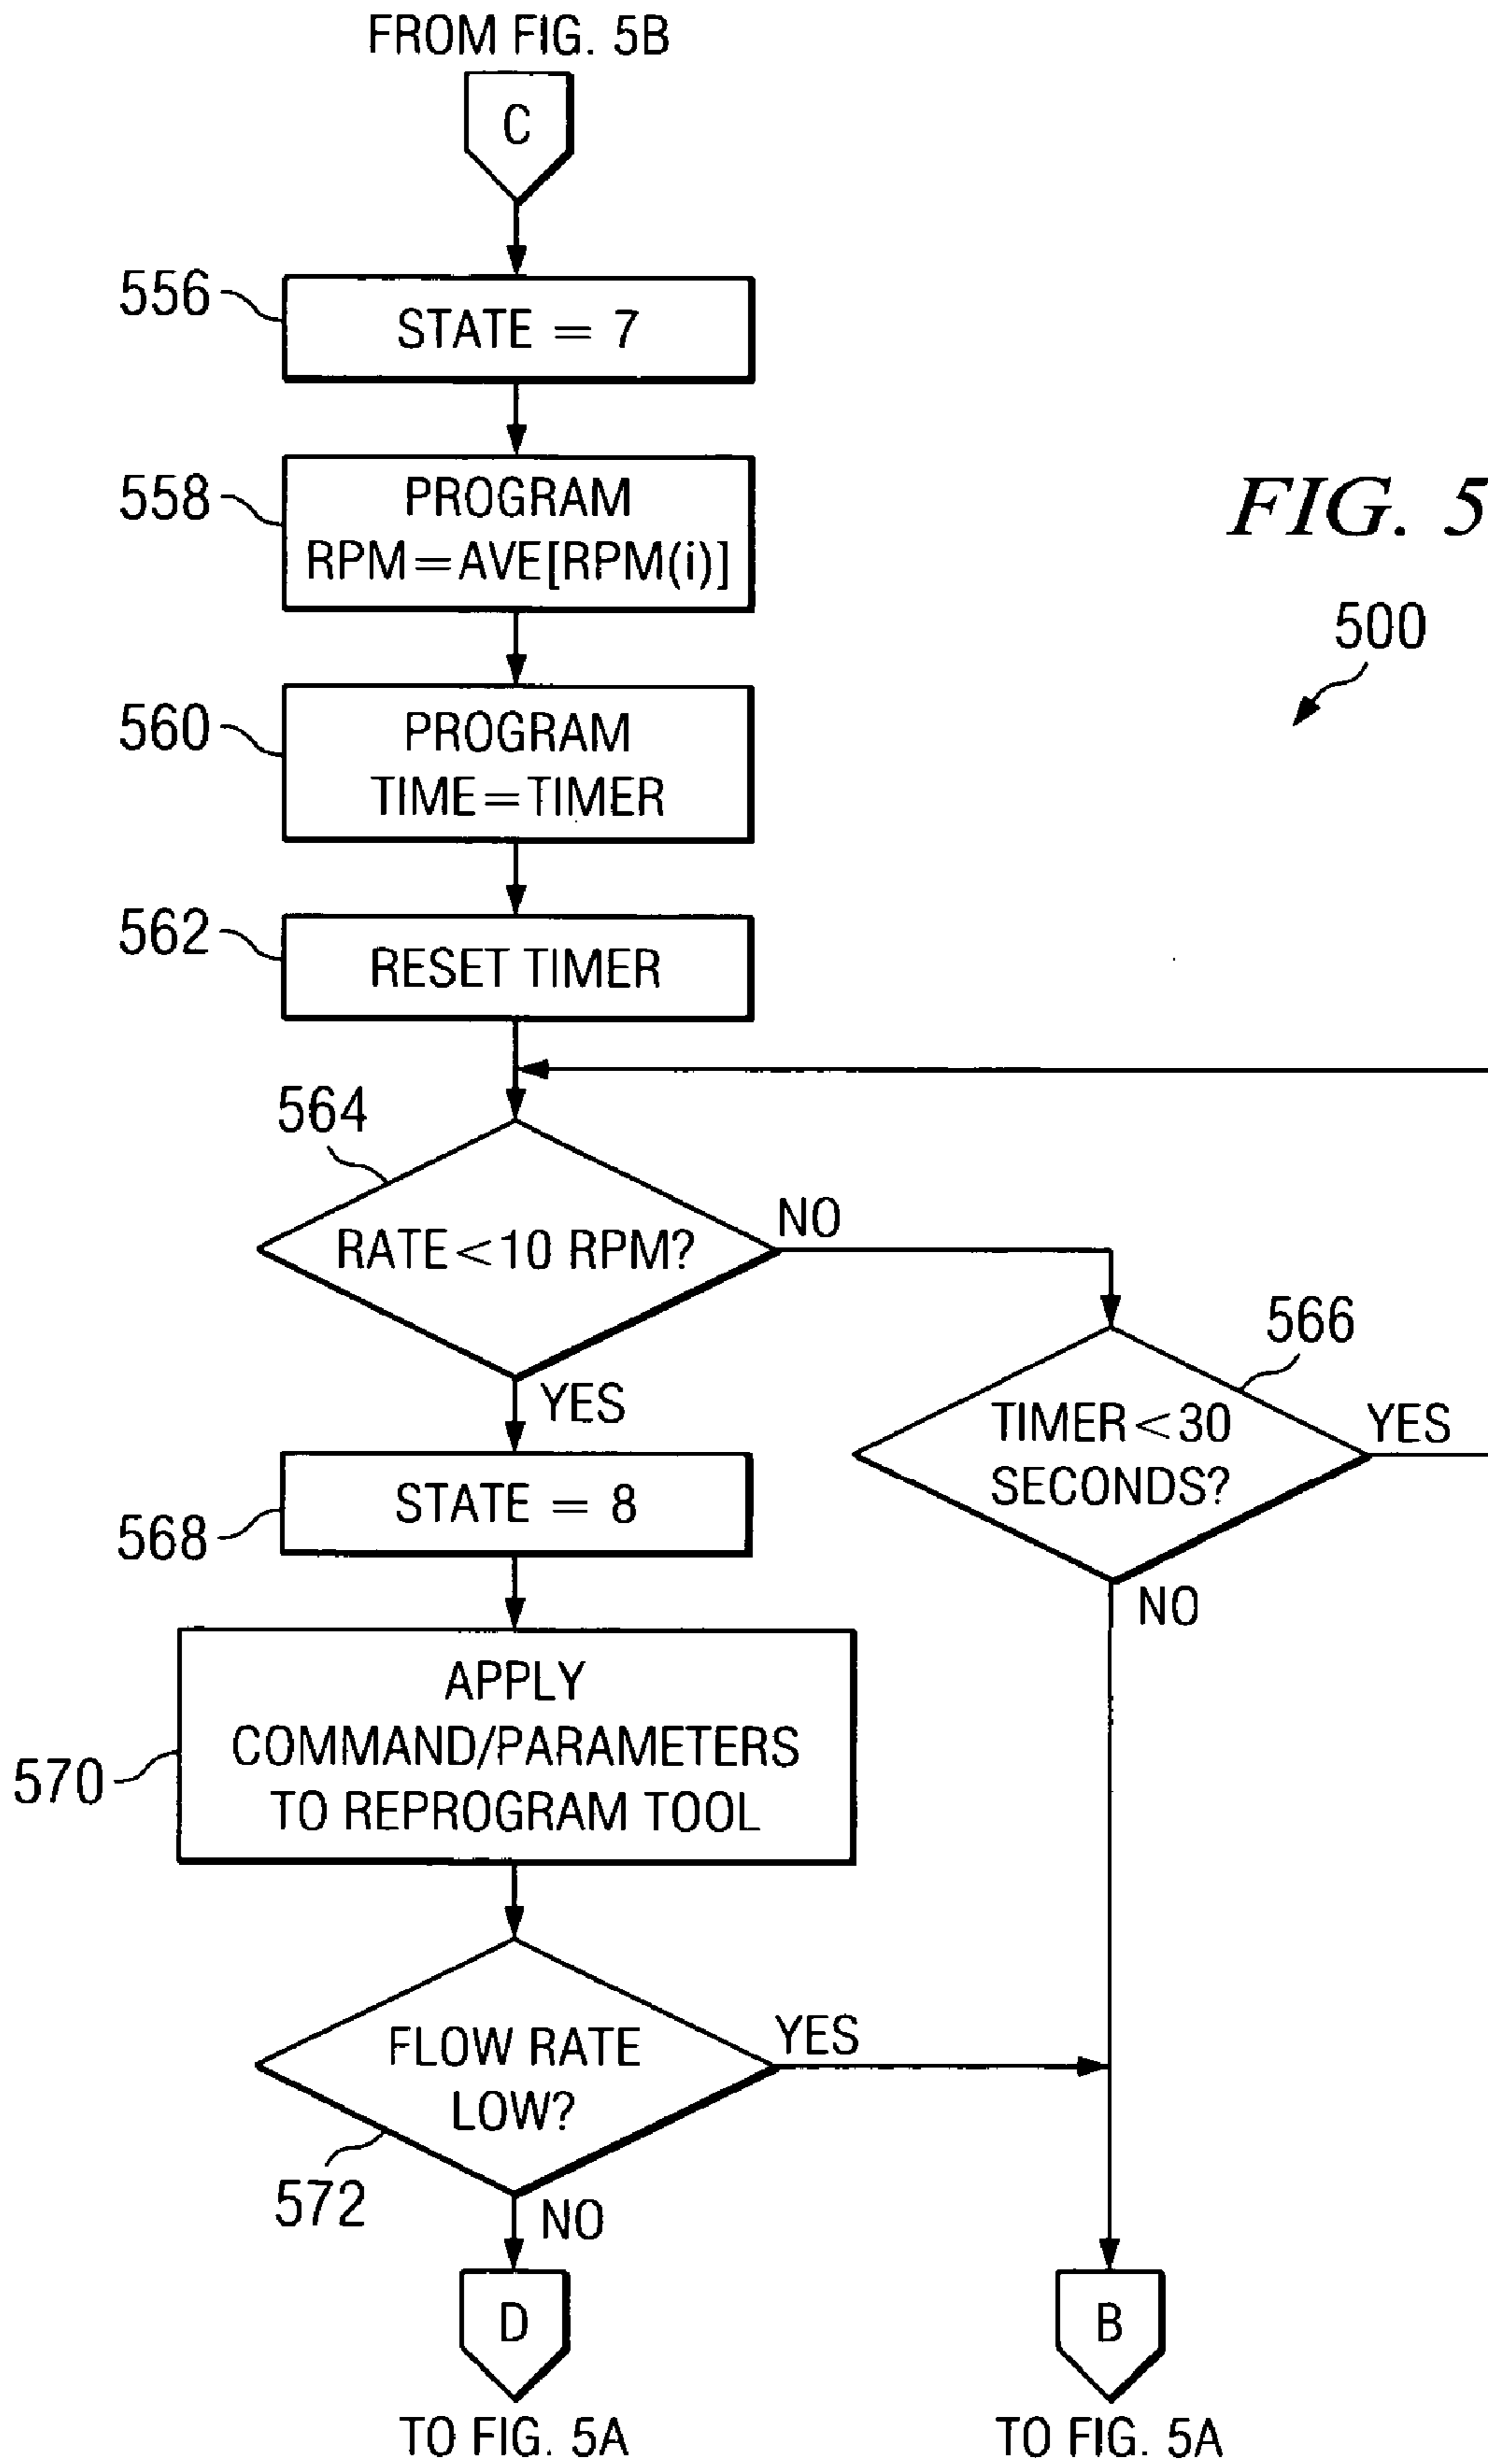 FROM FIG. 5B
C
556
STATE = 7
558
PROGRAM
RPM=AVE[RPM(i)]
FIG. 5
500
560
PROGRAM
TIME=TIMER
562
RESET TIMER
564
RATE<10 RPM?
NO
YES
566
TIMER<30
SECONDS?
YES
NO
568
STATE = 8
570
APPLY
COMMAND/PARAMETERS
TO REPROGRAM TOOL
FLOW RATE
LOW?
YES
572
NO
D
B
TO FIG. 5A
TO FIG. 5A